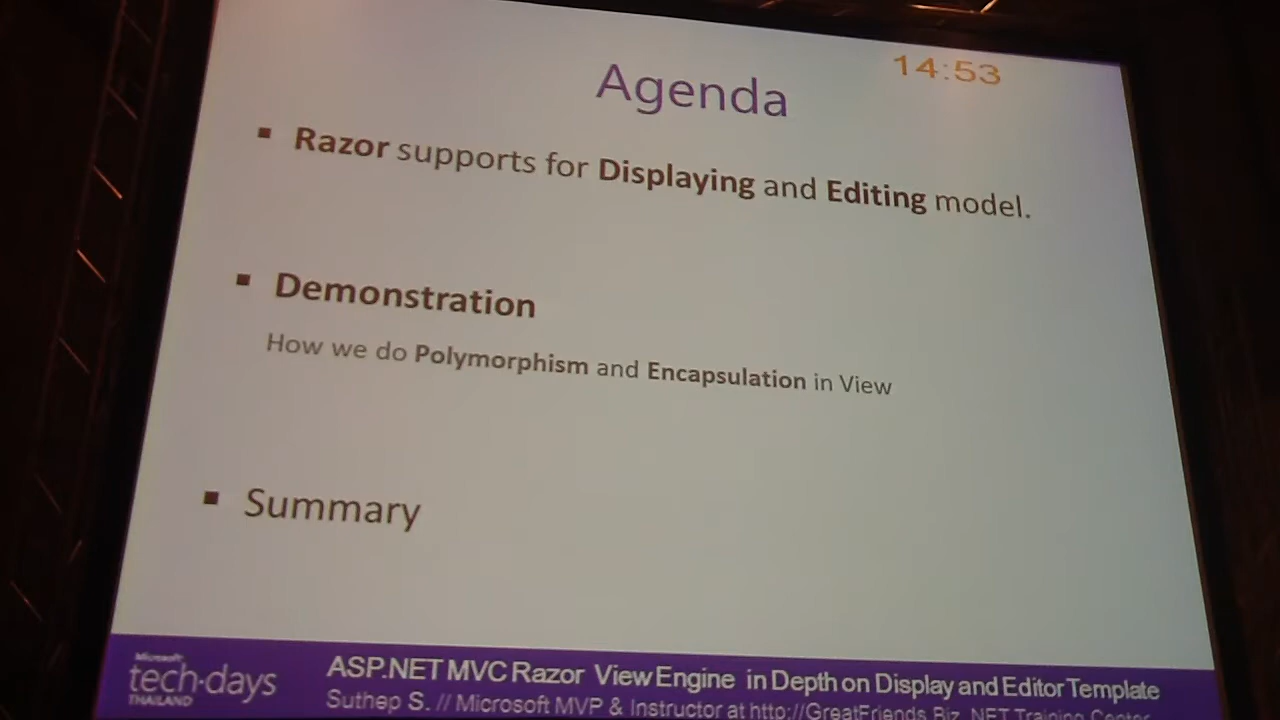 14:53
Agenda
Razor supports for Displaying and Editing model.
Demonstration
How we do Polymorphism and Encapsulation in View
Summary
Microsoft
tech·days
THAILAND
ASP.NET MVC Razor View Engine in Depth on Display and Editor Template
Suthep S. // Microsoft MVP & Instructor at http://GreatFriends.Biz .NET Training Center